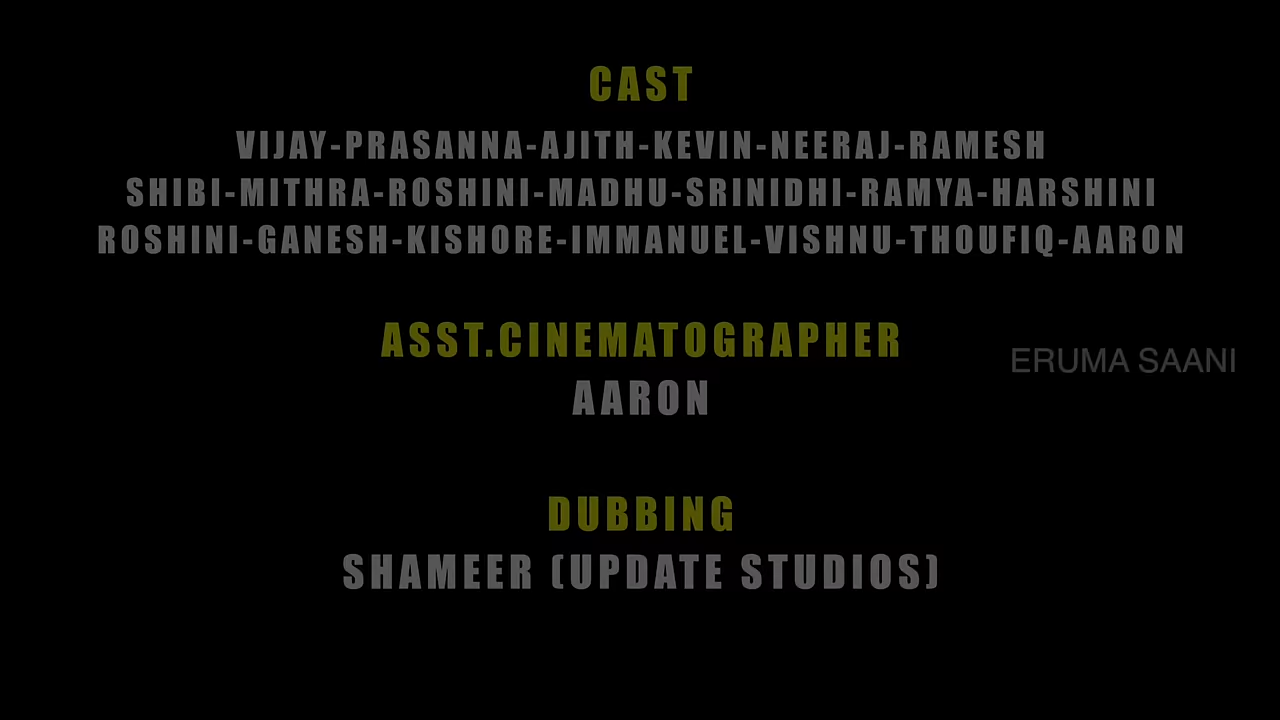 CAST
VIJAY-PRASANNA-AJITH-KEVIN-NEERAJ-RAMESH
SHIBI-MITHRA-ROSHINI-MADHU-SRINIDHI-RAMYA-HARSHINI
ROSHINI-GANESH-KISHORE-IMMANUEL-VISHNU-THOUFIQ-AARON
ASST.CINEMATOGRAPHER
ERUMA SAANI
AARON
DUBBING
SHAMEER (UPDATE STUDIOS)